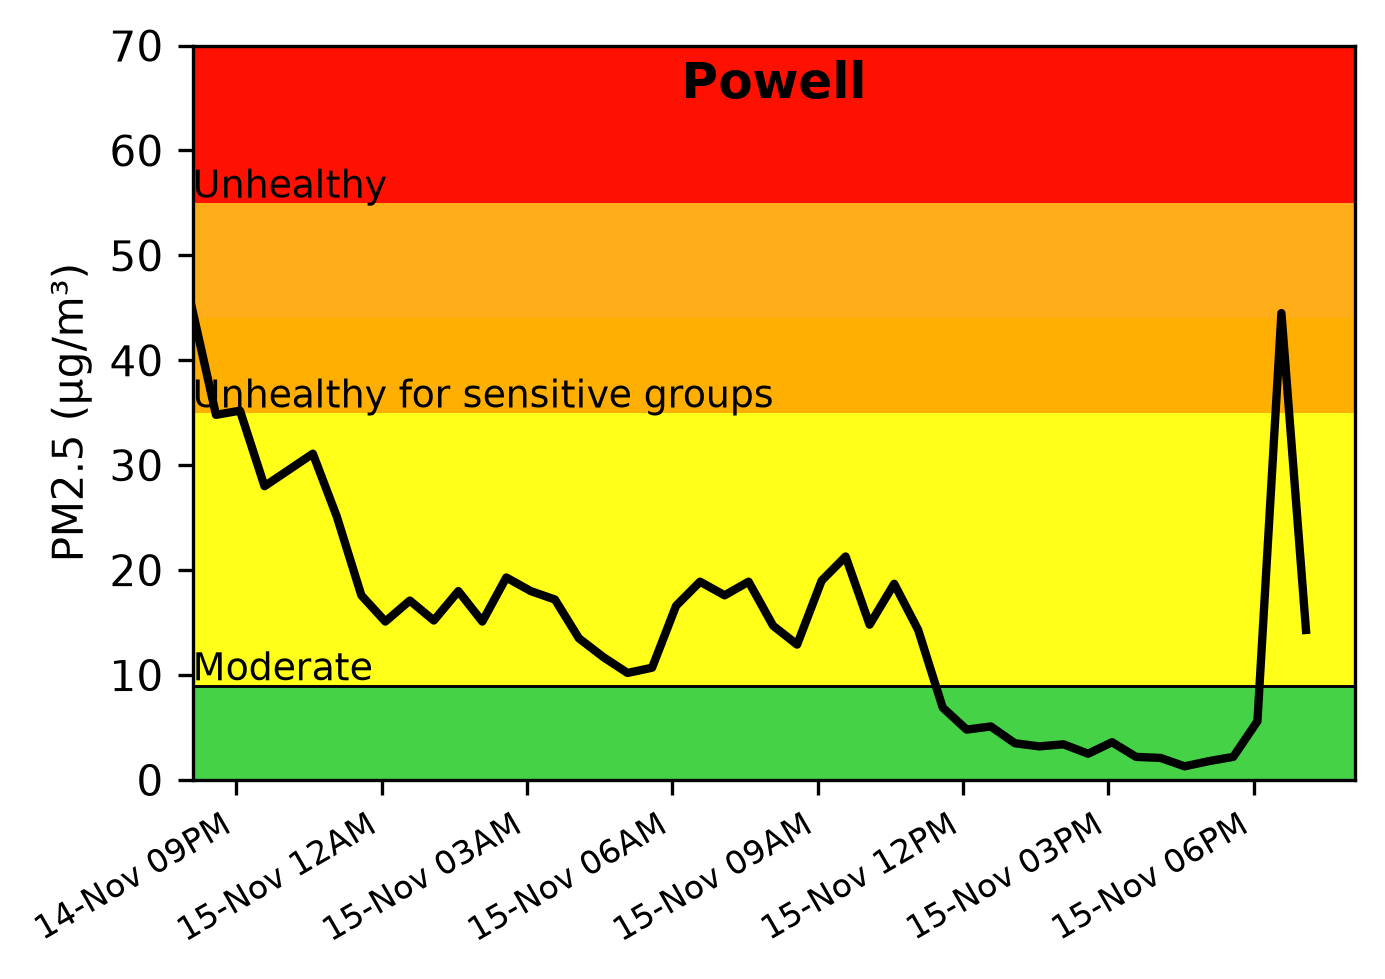 Powell
70
60
50
40
30
20
10
0
PM2.5 (µg/m³)
Unhealthy
Unhealthy for sensitive groups
Moderate
14-Nov 09PM
15-Nov 12AM
15-Nov 03AM
15-Nov 06AM
15-Nov 09AM
15-Nov 12PM
15-Nov 03PM
15-Nov 06PM